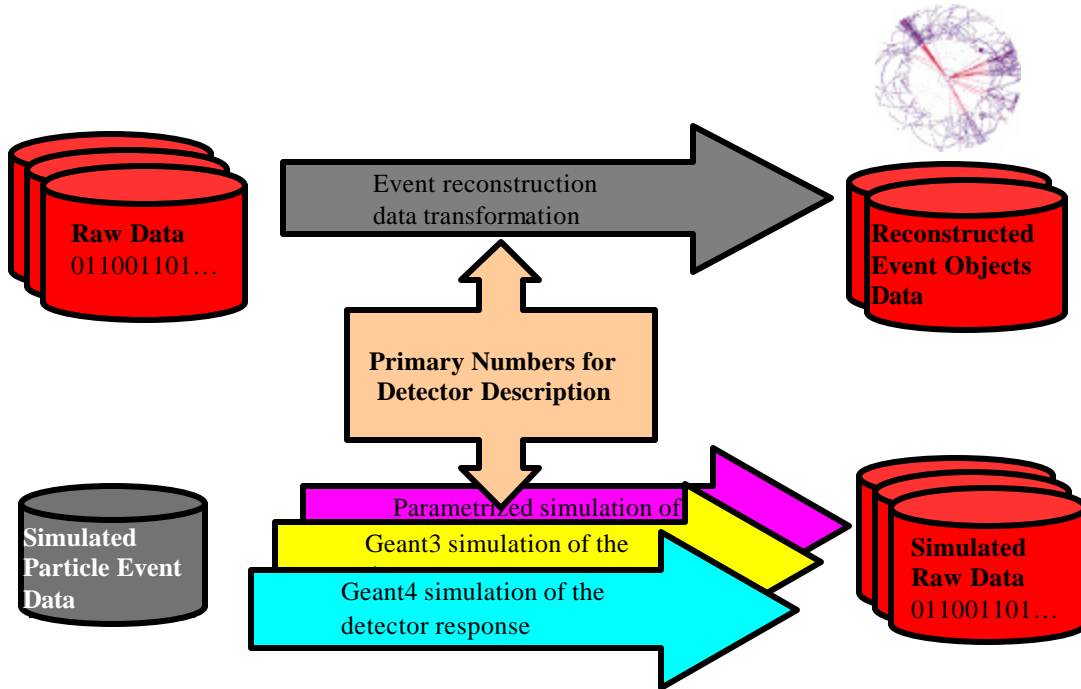 Event reconstruction
data transformation
Raw Data
011001101…
Reconstructed
Event Objects
Data
Primary Numbers for
Detector Description
Parametrized simulation of
Geant3 simulation of the
Geant4 simulation of the
detector response
Simulated
Particle Event
Data
Simulated
Raw Data
011001101…